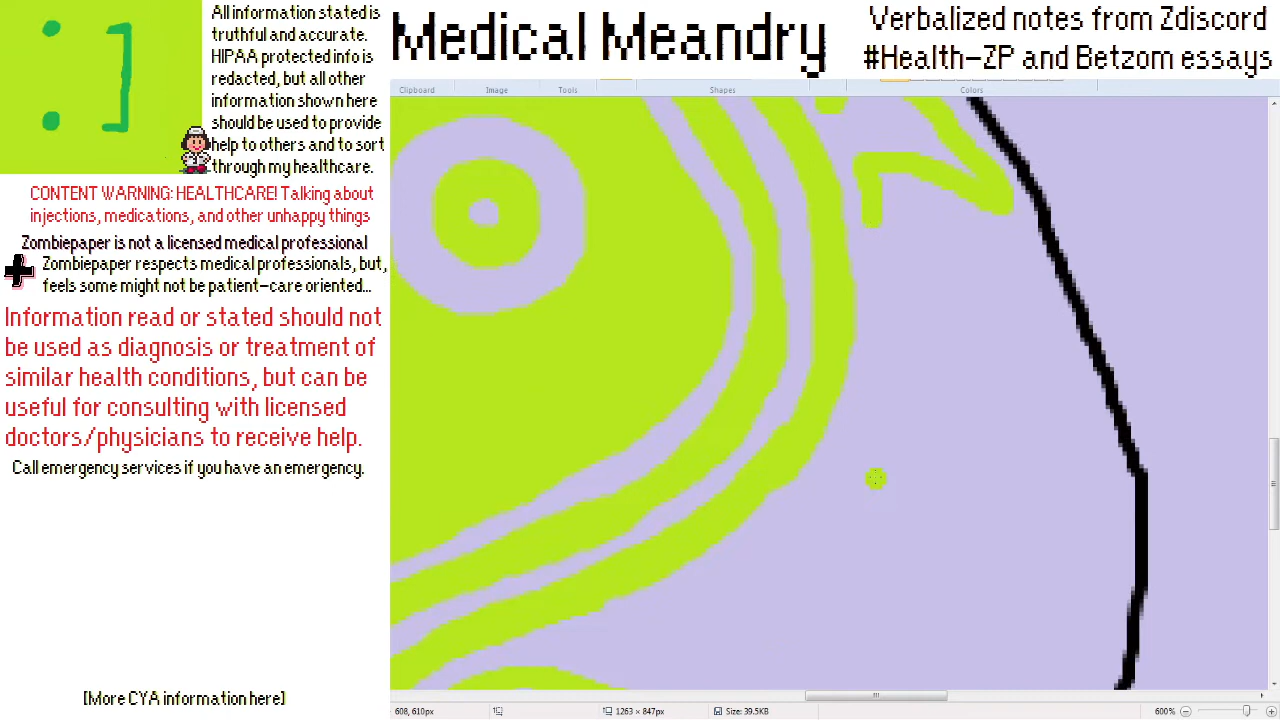 :]
All information stated is
truthful and accurate.
HIPAA protected info is
redacted, but all other
information shown here
should be used to provide
help to others and to sort
through my healthcare.
CONTENT WARNING: HEALTHCARE! Talking about
injections, medications, and other unhappy things
Zombiepaper is not a licensed medical professional
Zombiepaper respects medical professionals, but,
feels some might not be patient-care oriented...
Information read or stated should not
be used as diagnosis or treatment of
similar health conditions, but can be
useful for consulting with licensed
doctors/physicians to receive help.
Call emergency services if you have an emergency.
[More CYA information here]
Medical Meandry
Verbalized notes from Zdiscord
#Health-ZP and Betzom essays
Clipboard Image Tools Shapes Colors
608, 610px 1263 × 847px Size: 39.5KB 600%